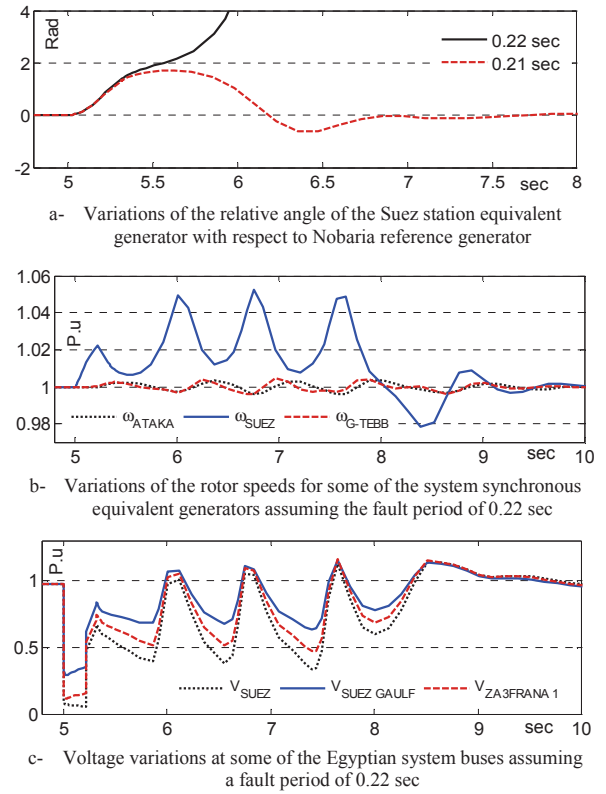 4
2
0
-2
Rad
0.22 sec
0.21 sec
5 5.5 6 6.5 7 7.5 sec 8
a- Variations of the relative angle of the Suez station equivalent
generator with respect to Nobaria reference generator
1.06
1.04
1.02
1
0.98
P.u
ωATAKA ωSUEZ ωG-TEBB
5 6 7 8 9 sec 10
b- Variations of the rotor speeds for some of the system synchronous
equivalent generators assuming the fault period of 0.22 sec
1
0.5
0
P.u
VSUEZ VSUEZ GAULF VZA3FRANA 1
5 6 7 8 9 sec 10
c- Voltage variations at some of the Egyptian system buses assuming
a fault period of 0.22 sec